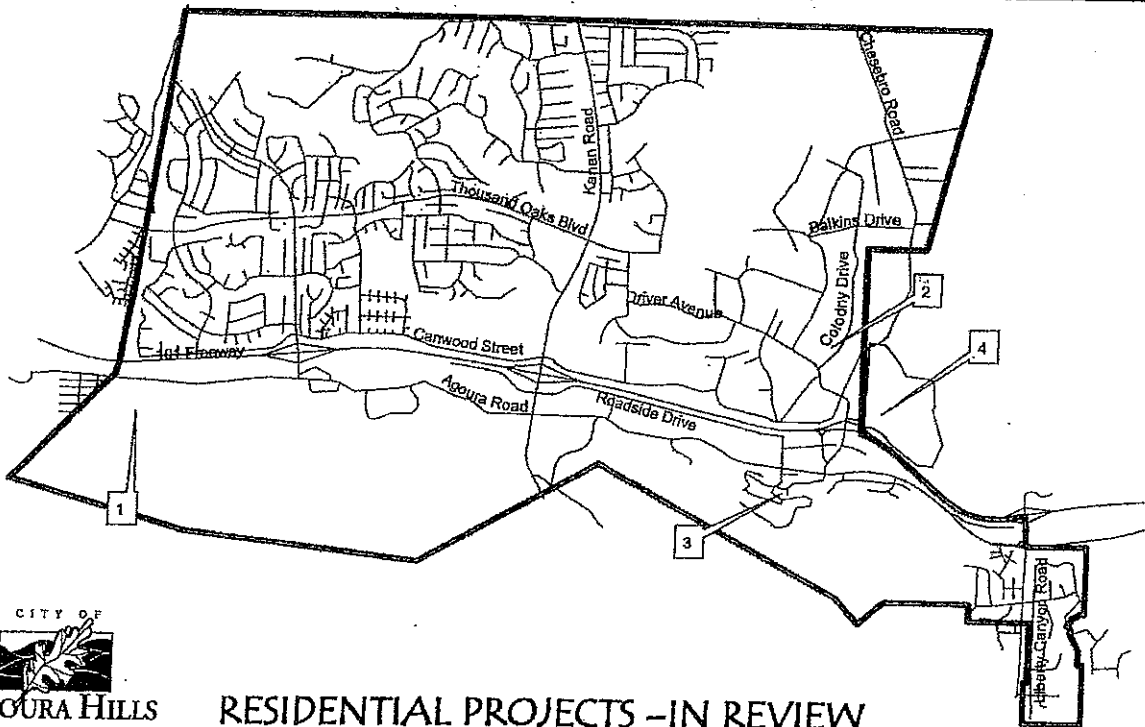 Chesebro Road
Kanan Road
Thousand Oaks Blvd
Balkins Drive
Colodny Drive
2
Driver Avenue
4
Canwood Street
101 Freeway
Agoura Road
Roadside Drive
1
3
Liberty Canyon Road
CITY OF
OURA HILLS
RESIDENTIAL PROJECTS –IN REVIEW